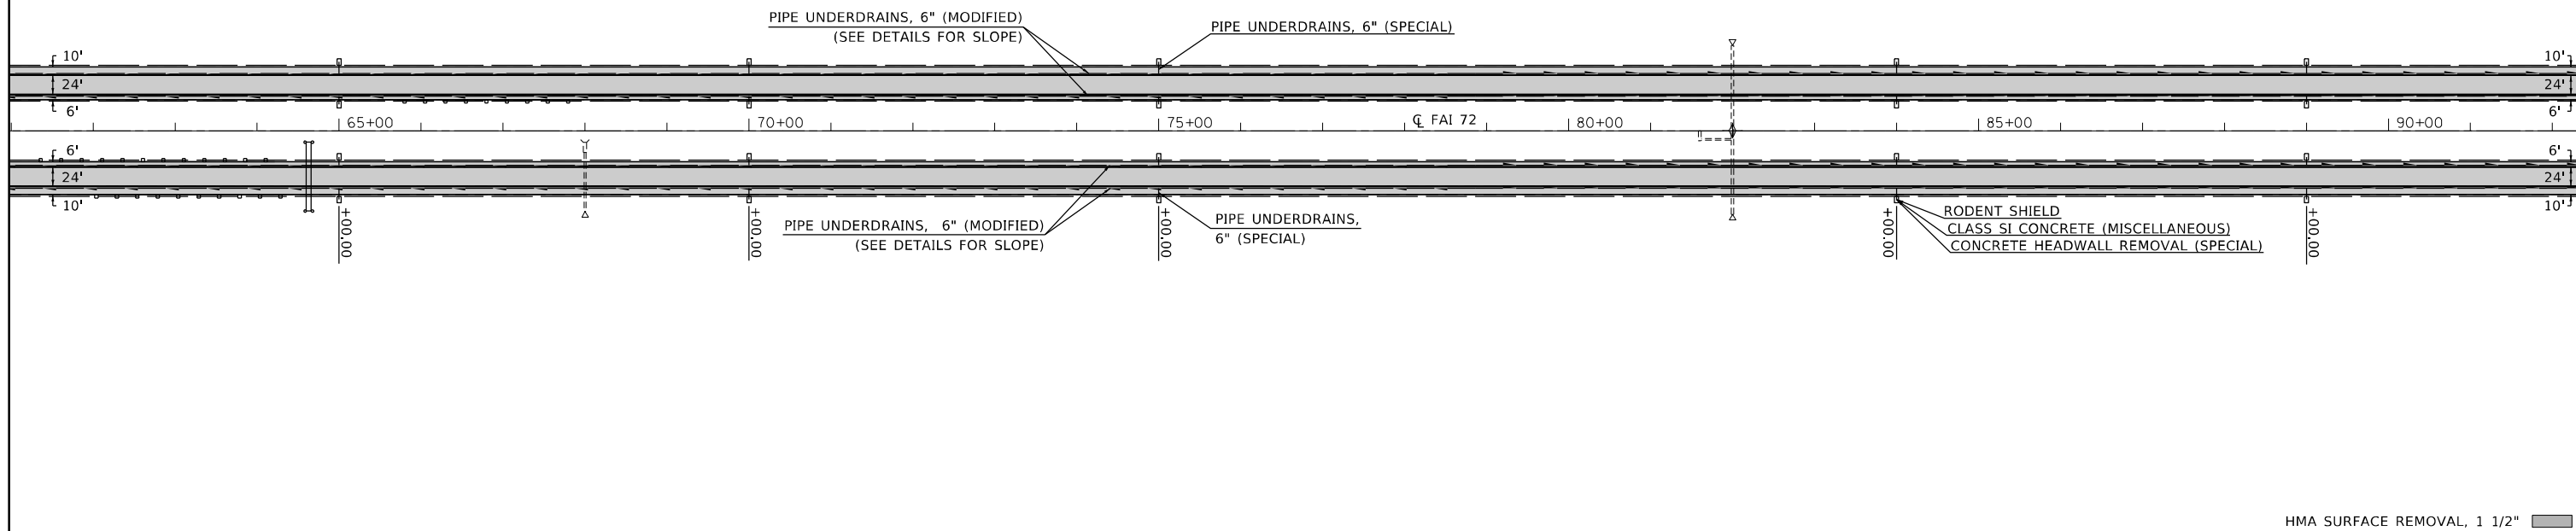 PIPE UNDERDRAINS, 6" (MODIFIED)
(SEE DETAILS FOR SLOPE)
PIPE UNDERDRAINS, 6" (SPECIAL)
10'
24'
6'
10'
24'
6'
65+00
70+00
75+00
℄ FAI 72
80+00
85+00
90+00
6'
24'
10'
6'
24'
10'
+00.00
+00.00
+00.00
+00.00
+00.00
PIPE UNDERDRAINS, 6" (MODIFIED)
(SEE DETAILS FOR SLOPE)
PIPE UNDERDRAINS,
6" (SPECIAL)
RODENT SHIELD
CLASS SI CONCRETE (MISCELLANEOUS)
CONCRETE HEADWALL REMOVAL (SPECIAL)
HMA SURFACE REMOVAL, 1 1/2"